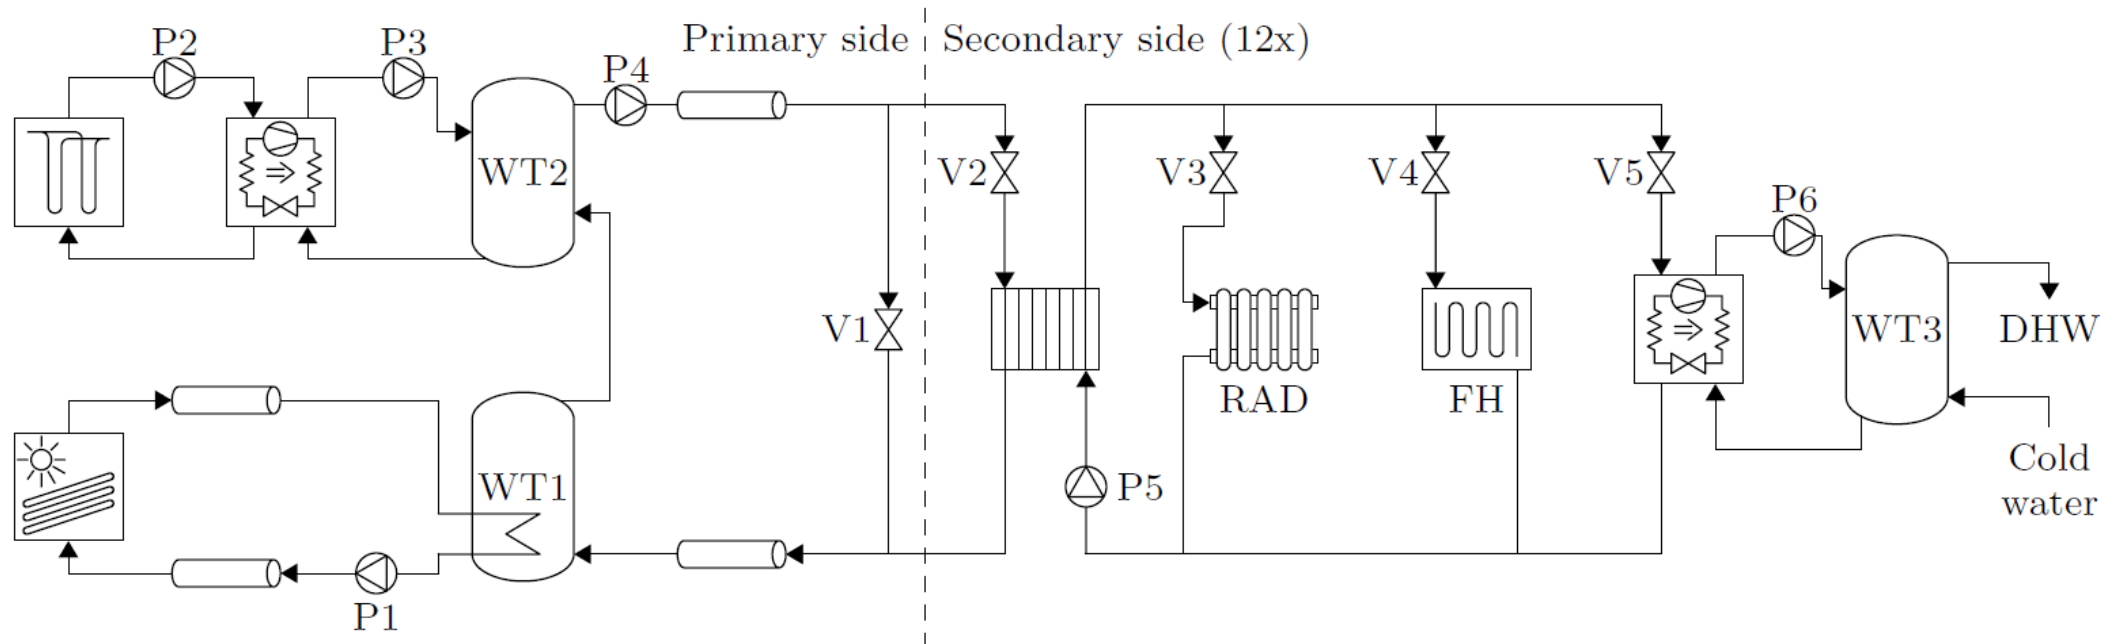 Primary side
Secondary side (12x)
P2
P3
P4
WT2
V2
V3
V4
V5
P6
V1
WT3
DHW
RAD
FH
WT1
P5
Cold
water
P1